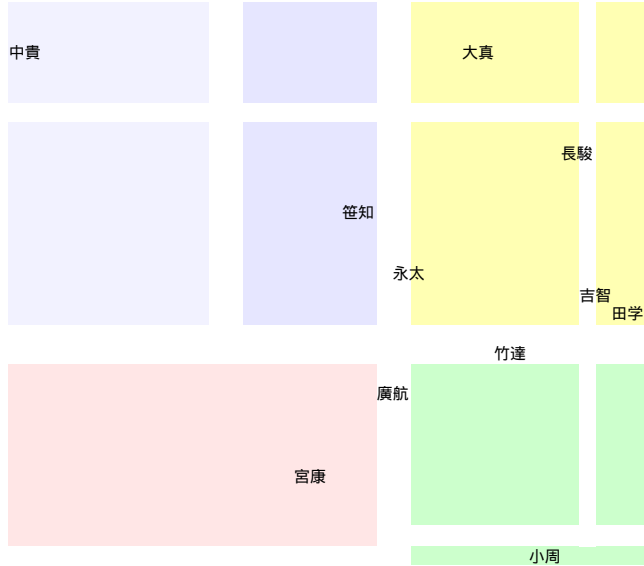 中貴
大真
長駿
笹知
永太
吉智
田学
竹達
廣航
宮康
小周